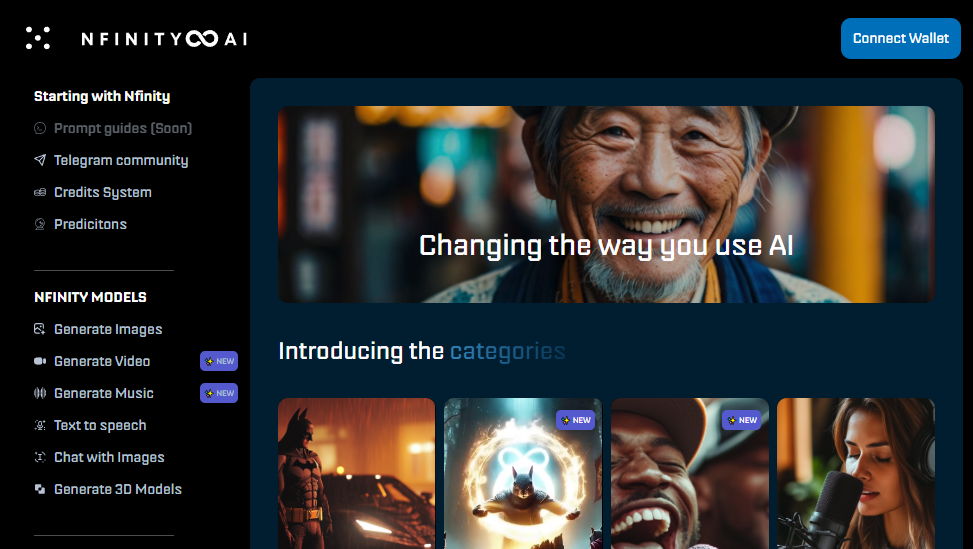 NFINITY AI
Connect Wallet
Starting with Nfinity
Prompt guides (Soon)
Telegram community
Credits System
Predicitons
NFINITY MODELS
Generate Images
Generate Video
NEW
Generate Music
NEW
Text to speech
Chat with Images
Generate 3D Models
Changing the way you use AI
Introducing the categories
NEW
NEW